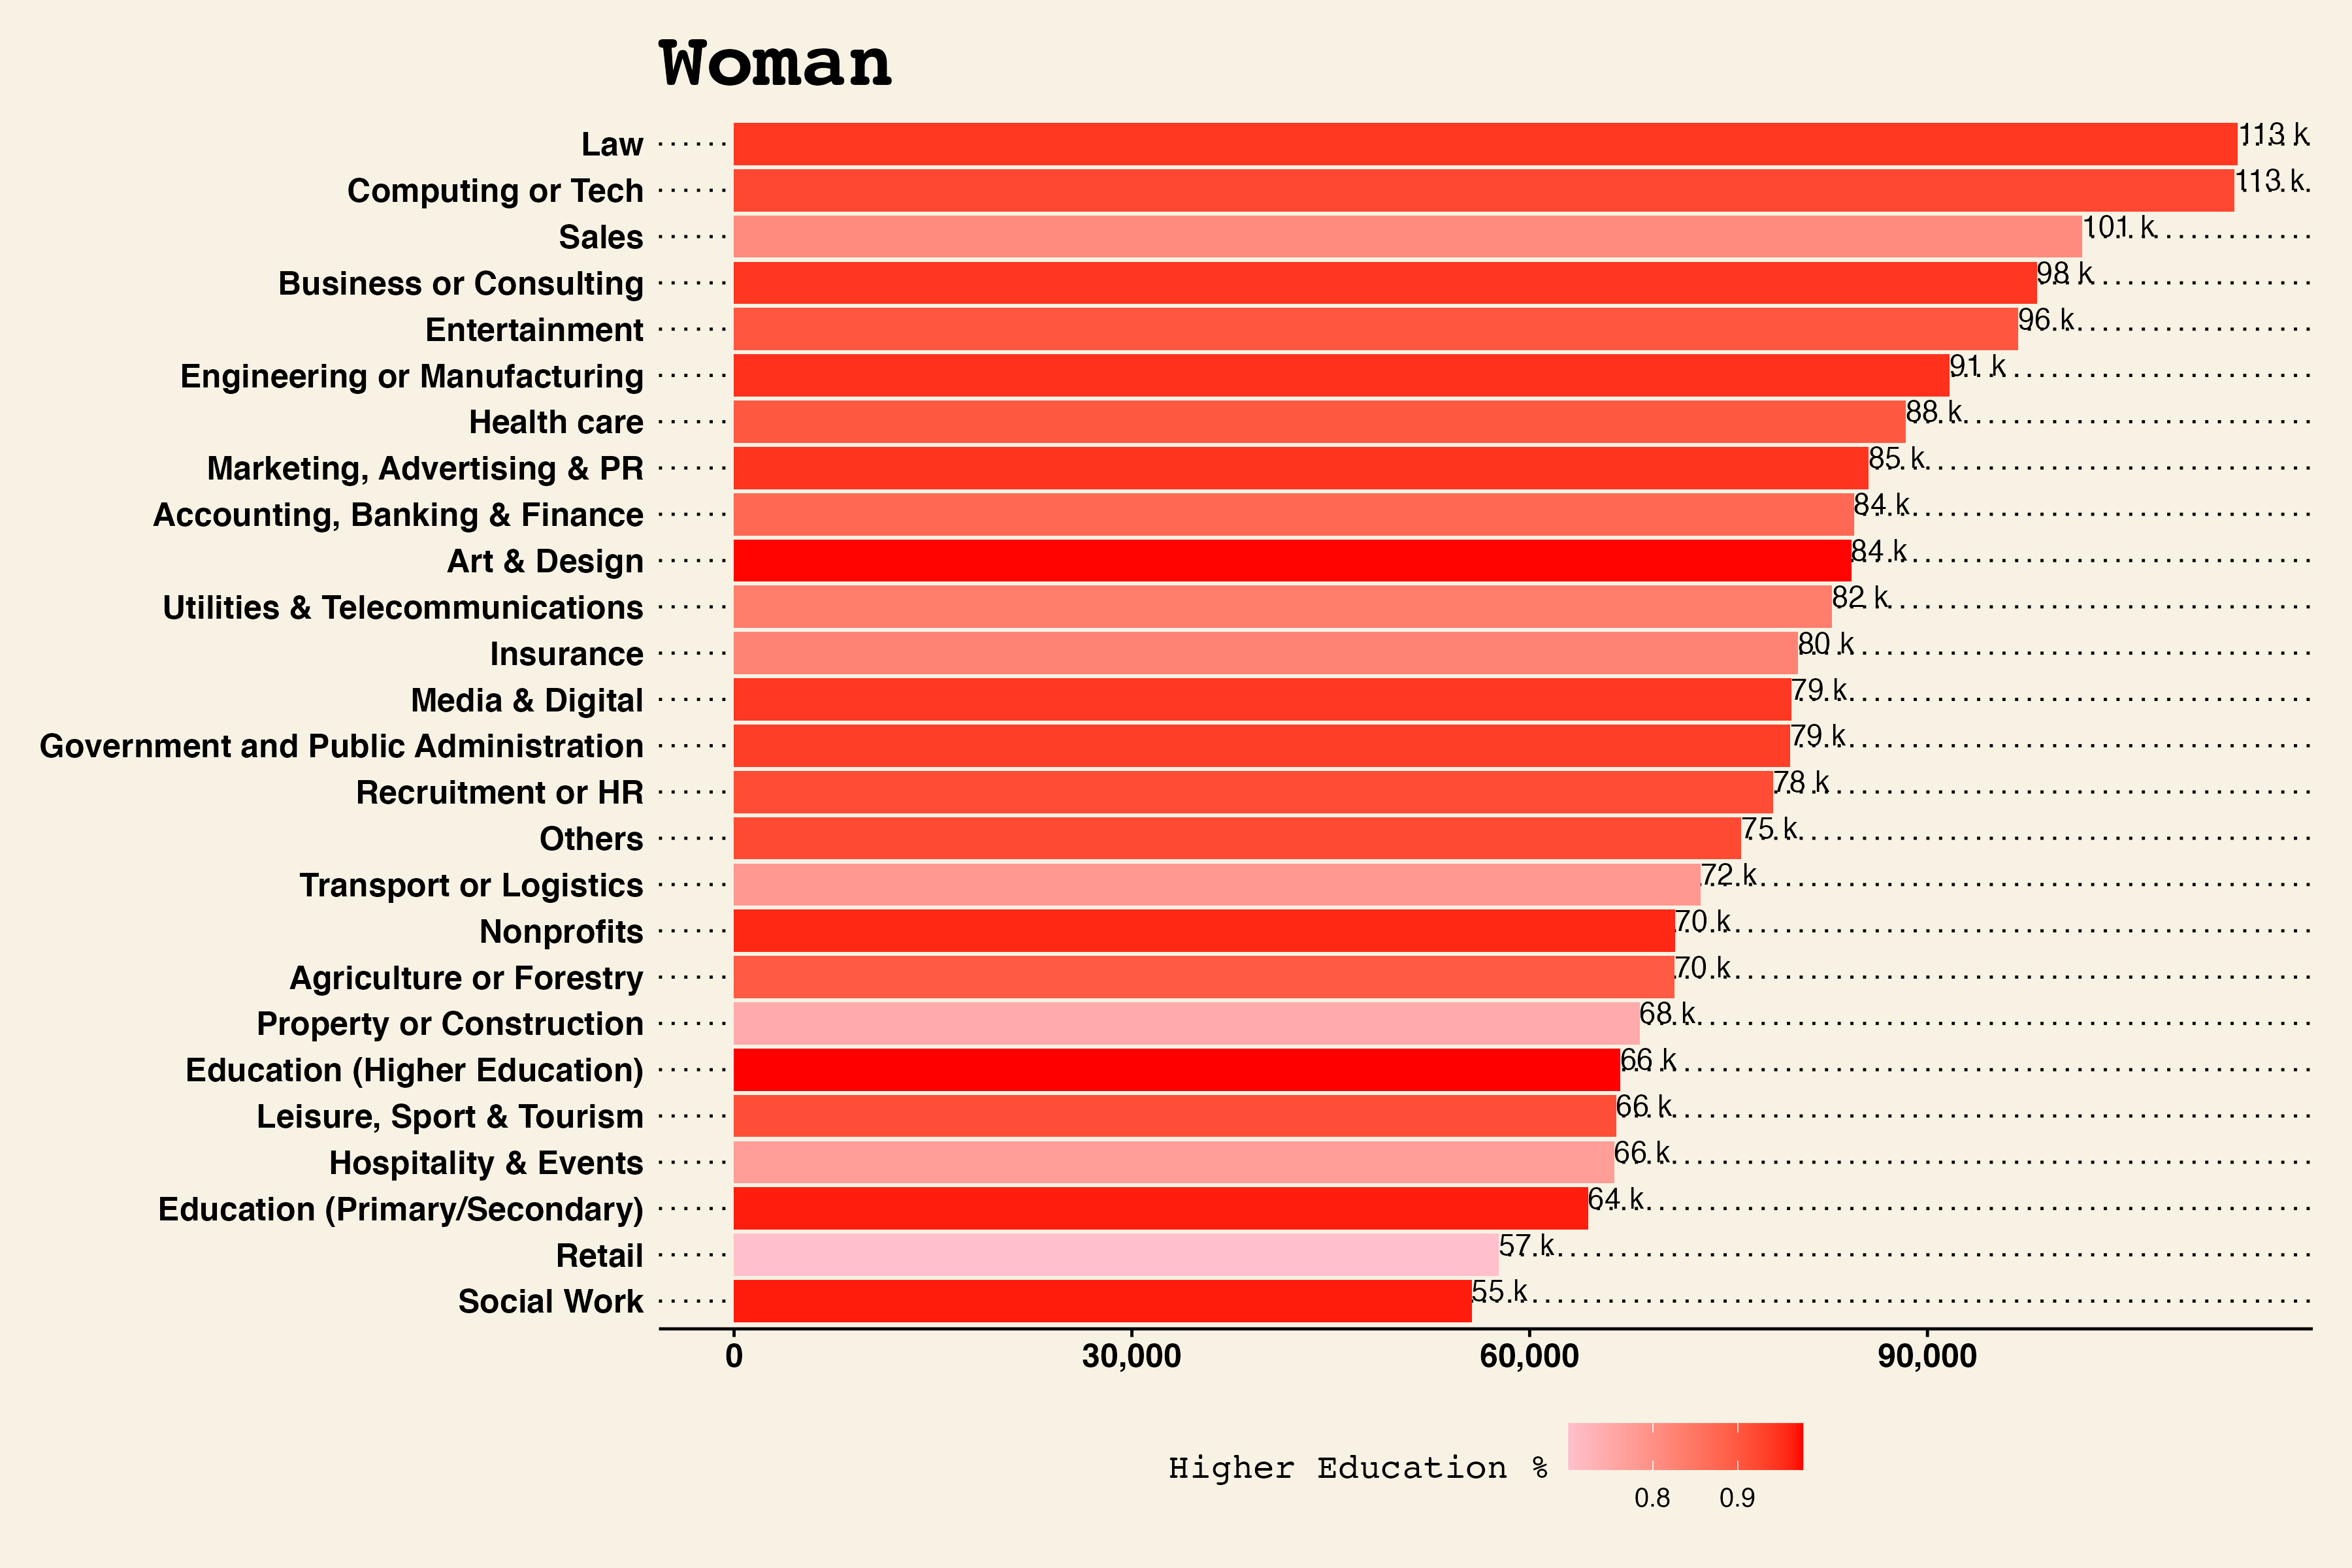 Woman
Law 113 k
Computing or Tech 113 k
Sales 101 k
Business or Consulting 98 k
Entertainment 96 k
Engineering or Manufacturing 91 k
Health care 88 k
Marketing, Advertising & PR 85 k
Accounting, Banking & Finance 84 k
Art & Design 84 k
Utilities & Telecommunications 82 k
Insurance 80 k
Media & Digital 79 k
Government and Public Administration 79 k
Recruitment or HR 78 k
Others 75 k
Transport or Logistics 72 k
Nonprofits 70 k
Agriculture or Forestry 70 k
Property or Construction 68 k
Education (Higher Education) 66 k
Leisure, Sport & Tourism 66 k
Hospitality & Events 66 k
Education (Primary/Secondary) 64 k
Retail 57 k
Social Work 55 k
0 30,000 60,000 90,000
Higher Education %
0.8 0.9